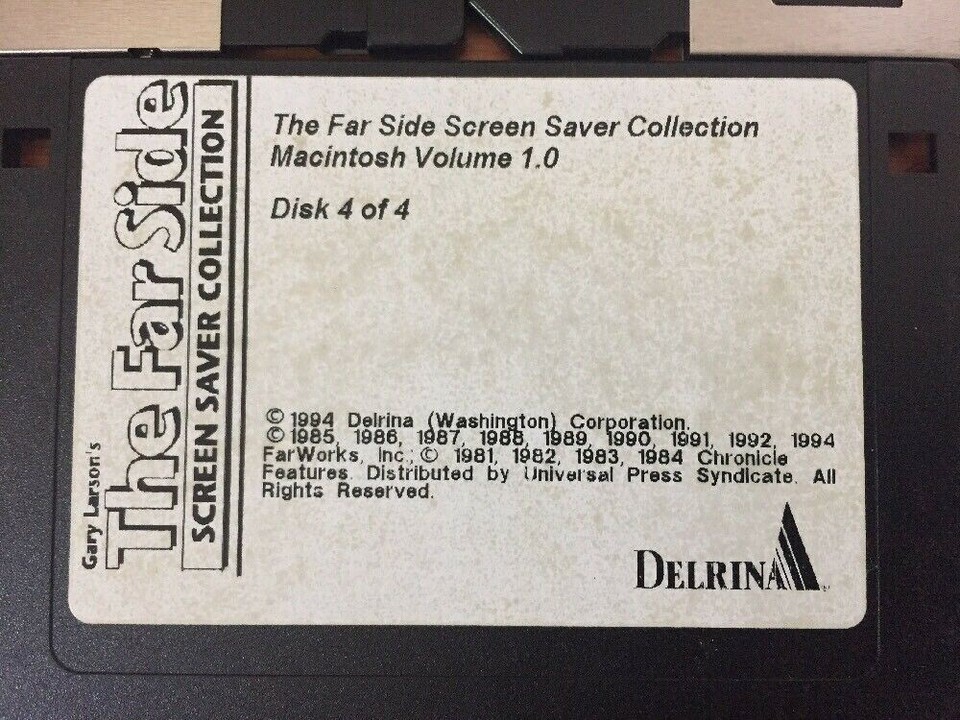 Gary Larson's
The Far Side
SCREEN SAVER COLLECTION
The Far Side Screen Saver Collection
Macintosh Volume 1.0
Disk 4 of 4
© 1994 Delrina (Washington) Corporation.
© 1985, 1986, 1987, 1988, 1989, 1990, 1991, 1992, 1994
FarWorks, Inc.; © 1981, 1982, 1983, 1984 Chronicle
Features. Distributed by Universal Press Syndicate. All
Rights Reserved.
DELRINA